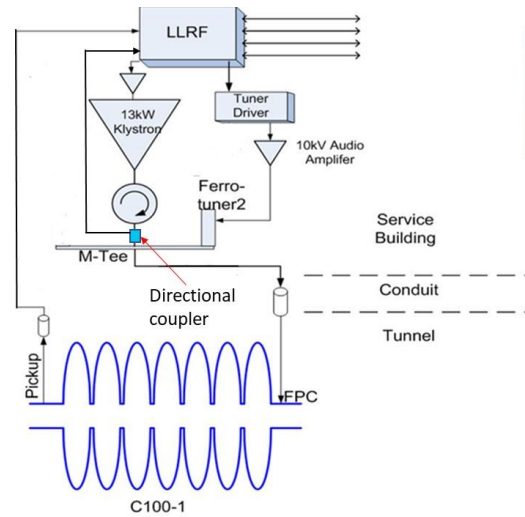 LLRF
13kW
Klystron
Tuner
Driver
10kV Audio
Amplifer
Ferro-
tuner2
M-Tee
Directional
coupler
Service
Building
Conduit
Tunnel
Pickup
FPC
C100-1